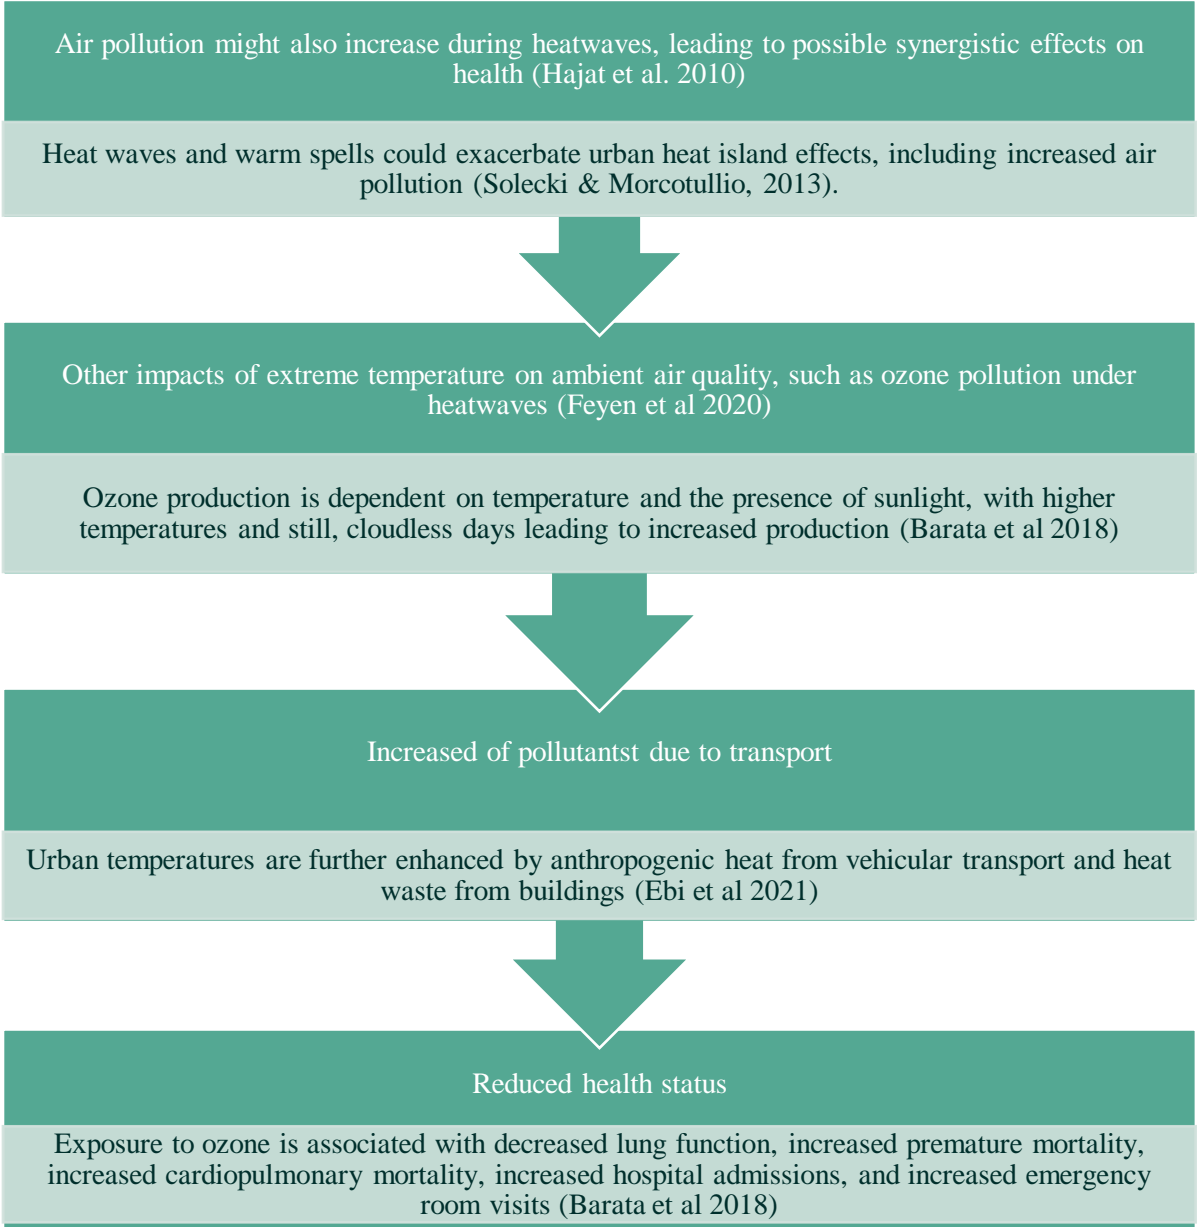 Air pollution might also increase during heatwaves, leading to possible synergistic effects on
health (Hajat et al. 2010)
Heat waves and warm spells could exacerbate urban heat island effects, including increased air
pollution (Solecki & Morcotullio, 2013).
Other impacts of extreme temperature on ambient air quality, such as ozone pollution under
heatwaves (Feyen et al 2020)
Ozone production is dependent on temperature and the presence of sunlight, with higher
temperatures and still, cloudless days leading to increased production (Barata et al 2018)
Increased of pollutantst due to transport
Urban temperatures are further enhanced by anthropogenic heat from vehicular transport and heat
waste from buildings (Ebi et al 2021)
Reduced health status
Exposure to ozone is associated with decreased lung function, increased premature mortality,
increased cardiopulmonary mortality, increased hospital admissions, and increased emergency
room visits (Barata et al 2018)